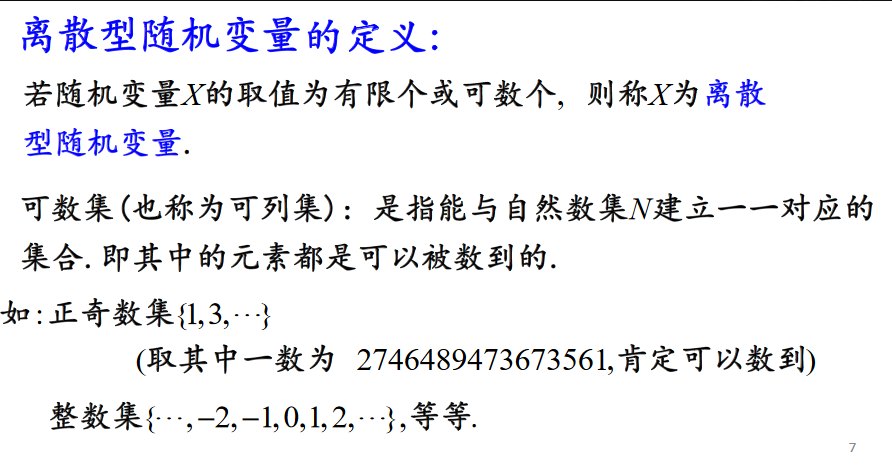 离散型随机变量的定义:
若随机变量X的取值为有限个或可数个, 则称X为离散
型随机变量.
可数集(也称为可列集): 是指能与自然数集N建立一一对应的
集合.即其中的元素都是可以被数到的.
如:正奇数集{1,3,⋯}
(取其中一数为 2746489473673561,肯定可以数到)
整数集{⋯,−2,−1,0,1,2,⋯},等等.
7